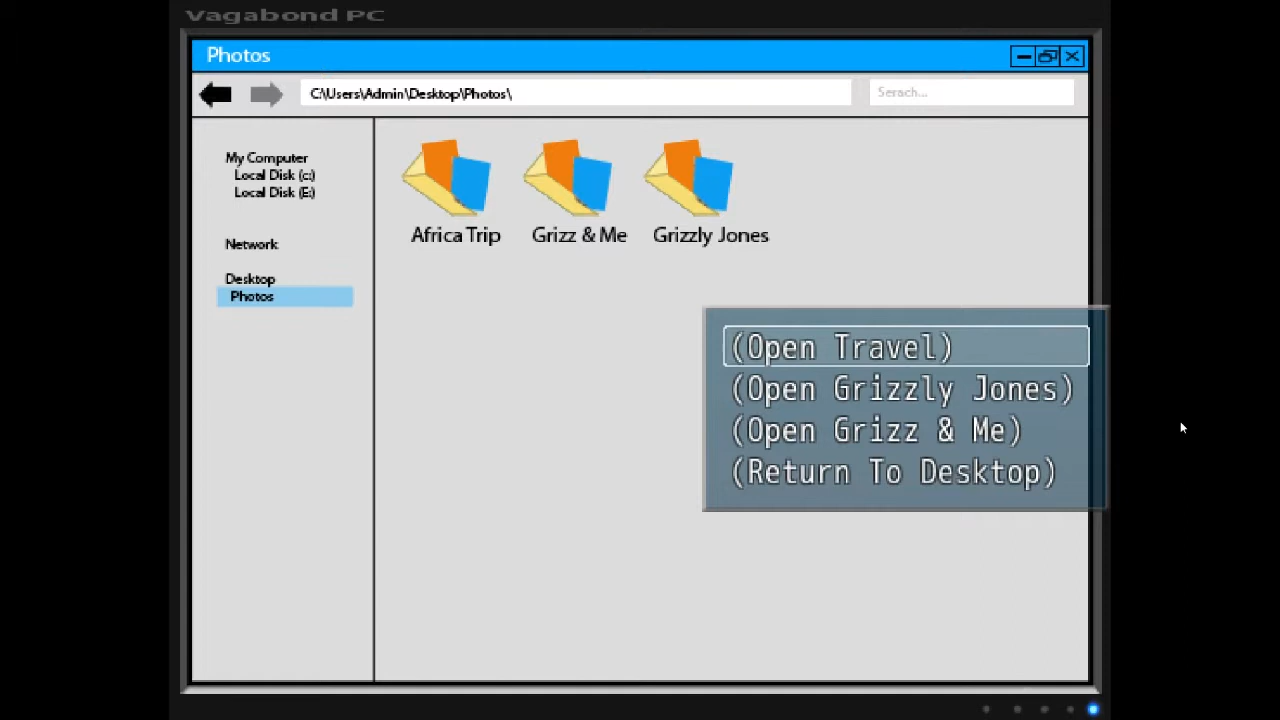 Vagabond PC
Photos
C:\Users\Admin\Desktop\Photos\
Serach...
My Computer
Local Disk (c:)
Local Disk (E:)
Network
Desktop
Photos
Africa Trip
Grizz & Me
Grizzly Jones
(Open Travel)
(Open Grizzly Jones)
(Open Grizz & Me)
(Return To Desktop)